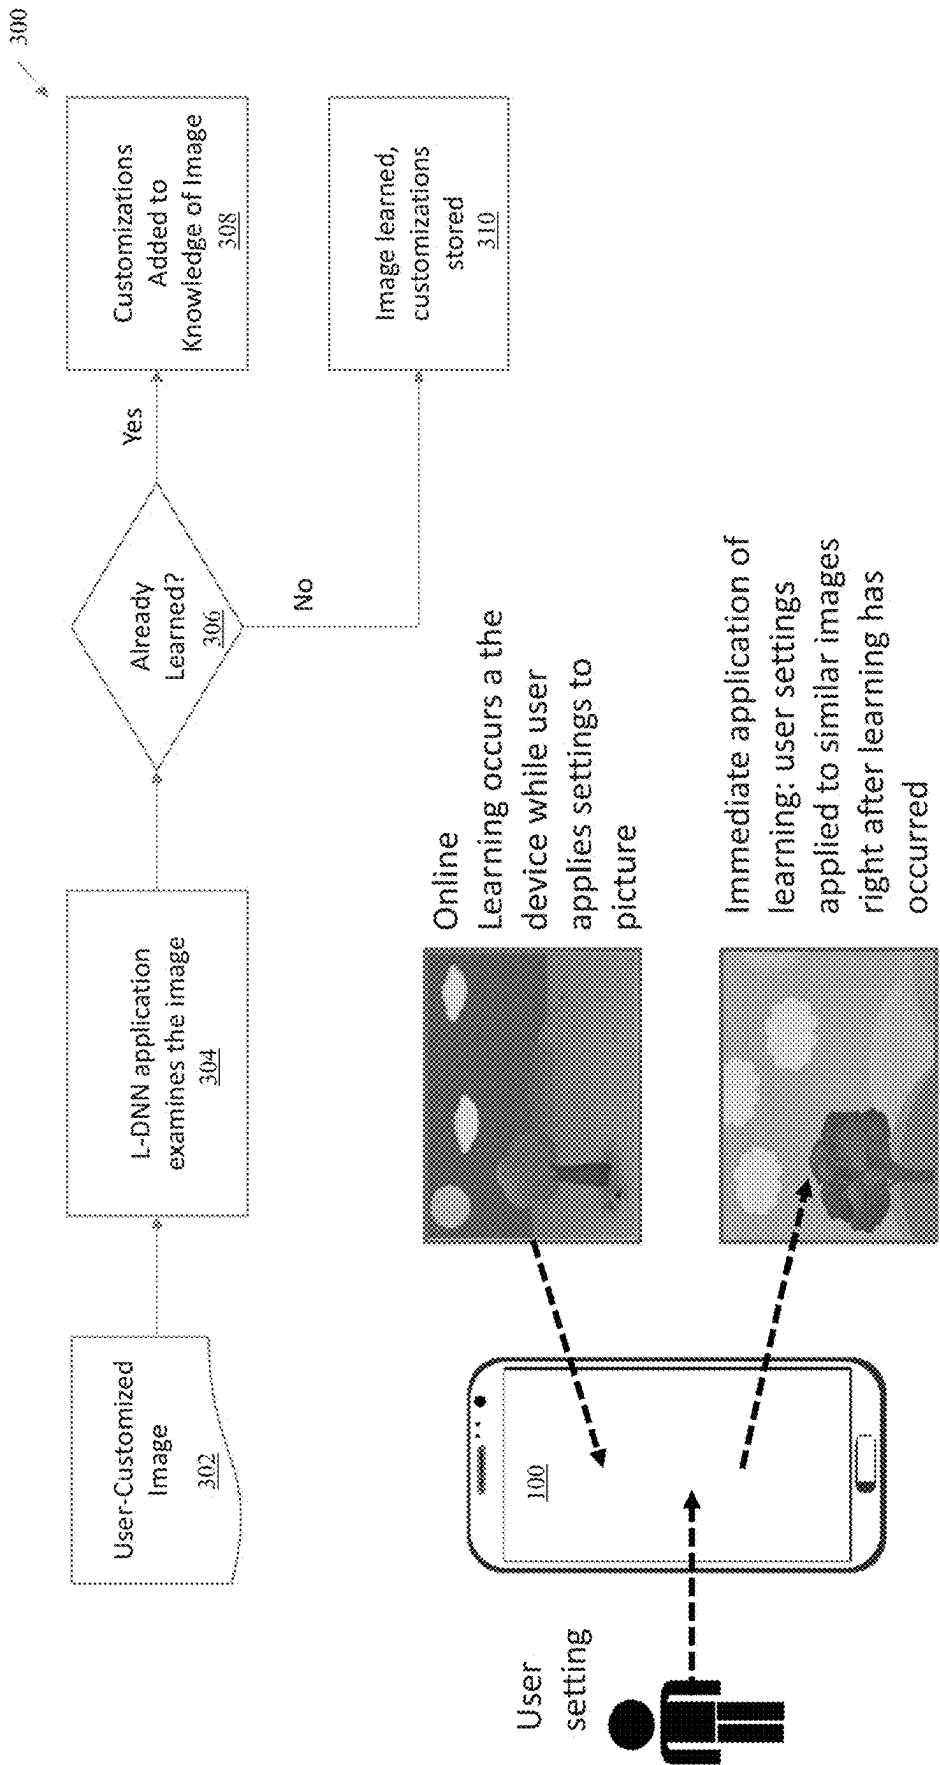 300
User-Customized
Image
302
L-DNN application
examines the image
304
Already
Learned?
306
Yes
No
Customizations
Added to
Knowledge of Image
308
Image learned,
customizations
stored
310
User
setting
100
Online
Learning occurs a the
device while user
applies settings to
picture
Immediate application of
learning: user settings
applied to similar images
right after learning has
occurred